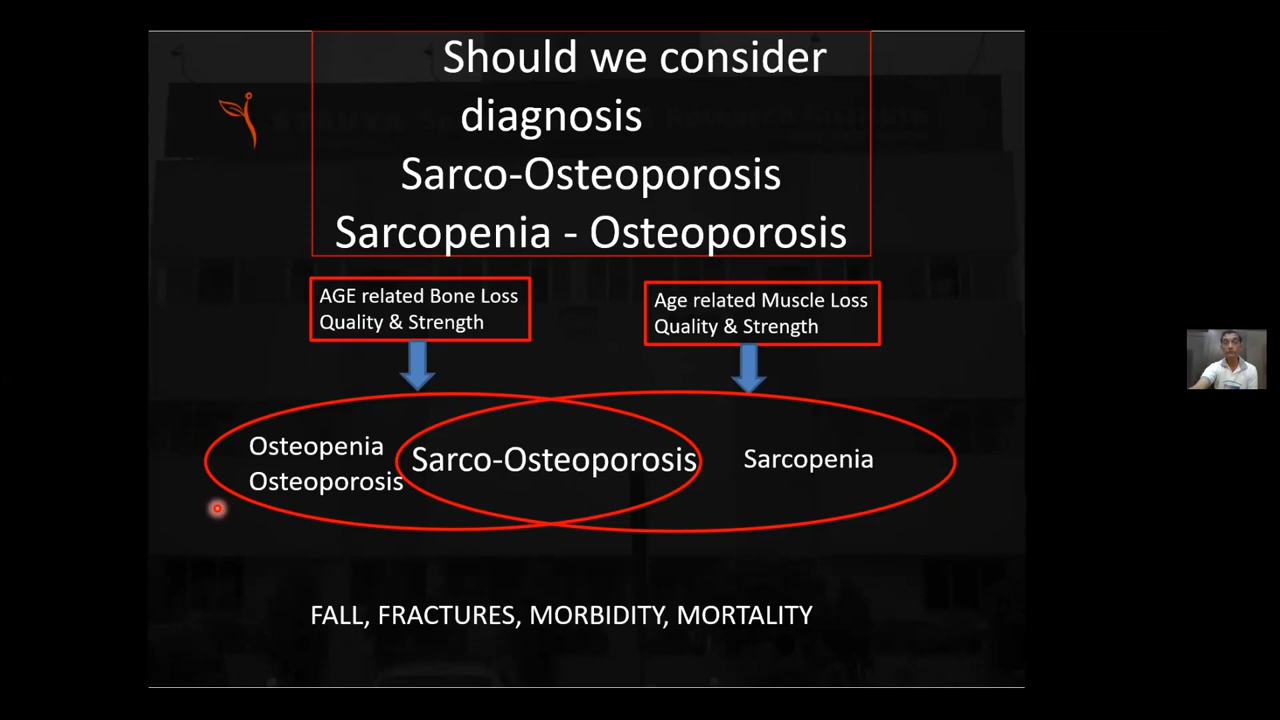 Should we consider
diagnosis
Sarco-Osteoporosis
Sarcopenia - Osteoporosis
AGE related Bone Loss
Quality & Strength
Age related Muscle Loss
Quality & Strength
Osteopenia
Osteoporosis
Sarco-Osteoporosis
Sarcopenia
FALL, FRACTURES, MORBIDITY, MORTALITY